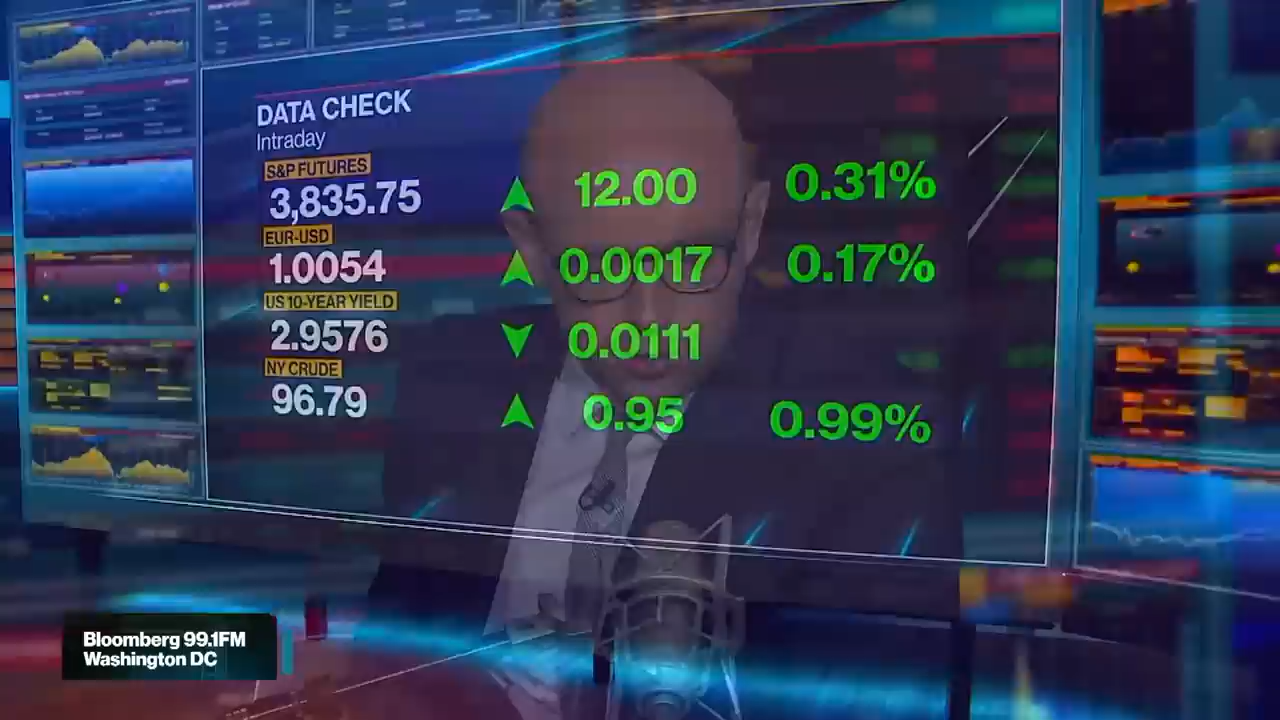 DATA CHECK
Intraday
S&P FUTURES
3,835.75 12.00 0.31%
EUR-USD
1.0054 0.0017 0.17%
US 10-YEAR YIELD
2.9576 0.0111
NY CRUDE
96.79 0.95 0.99%
Bloomberg 99.1FM
Washington DC